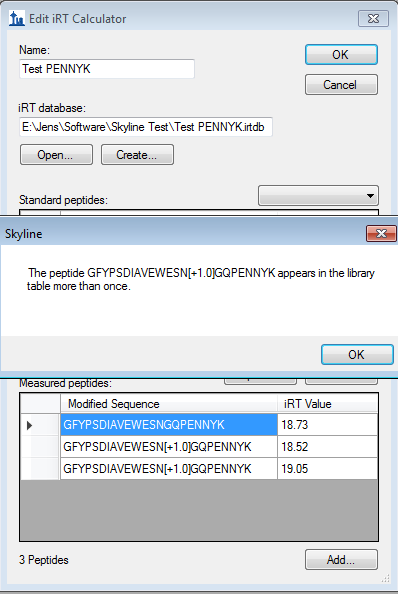 Edit iRT Calculator
Name:
OK
Test PENNYK
Cancel
iRT database:
E:\Jens\Software\Skyline Test\Test PENNYK.irtdb
Open... Create...
Standard peptides:
Skyline
The peptide GFYPSDIAVEWESN[+1.0]GQPENNYK appears in the library
table more than once.
OK
Measured peptides:
Modified Sequence iRT Value
GFYPSDIAVEWESNGQPENNYK 18.73
GFYPSDIAVEWESN[+1.0]GQPENNYK 18.52
GFYPSDIAVEWESN[+1.0]GQPENNYK 19.05
3 Peptides Add...